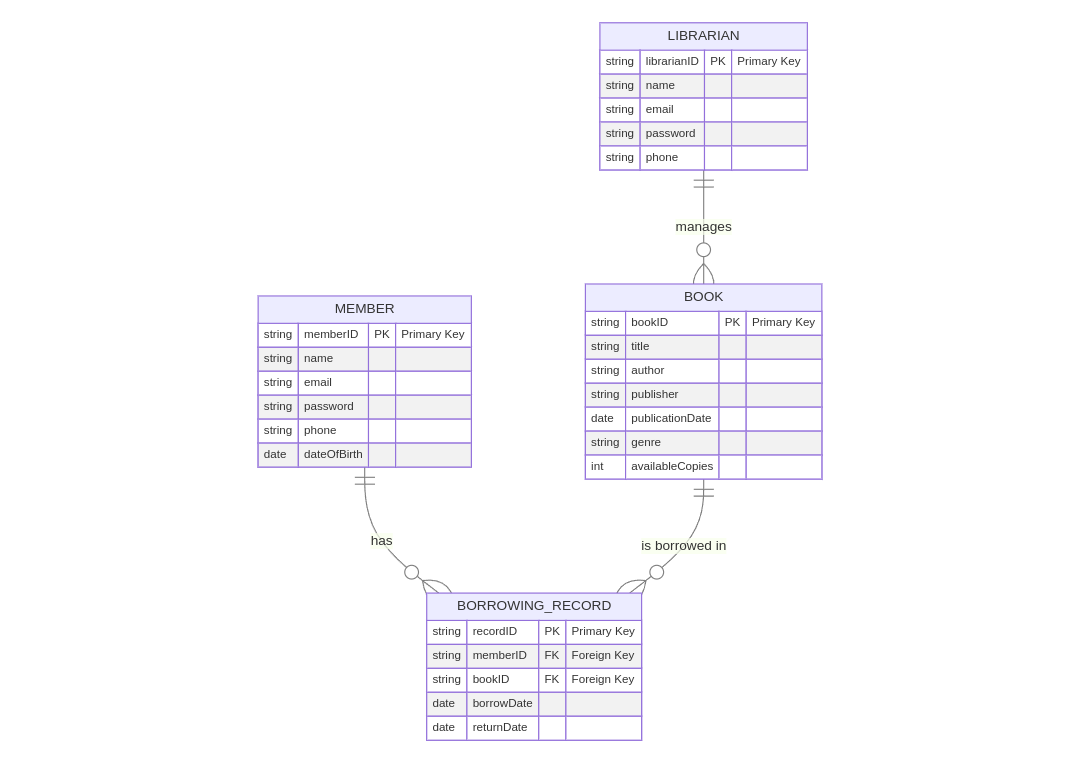 LIBRARIAN
string librarianID PK Primary Key
string name
string email
string password
string phone
manages
MEMBER
string memberID PK Primary Key
string name
string email
string password
string phone
date dateOfBirth
BOOK
string bookID PK Primary Key
string title
string author
string publisher
date publicationDate
string genre
int availableCopies
has
is borrowed in
BORROWING_RECORD
string recordID PK Primary Key
string memberID FK Foreign Key
string bookID FK Foreign Key
date borrowDate
date returnDate